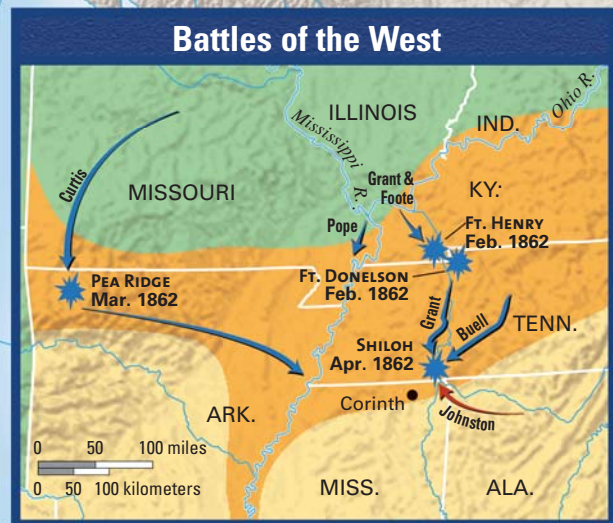 Battles of the West
ILLINOIS
IND.
Ohio R.
Mississippi R.
Curtis
MISSOURI
Grant &
Foote
KY:
Pope
FT. HENRY
Feb. 1862
PEA RIDGE
Mar. 1862
FT. DONELSON
Feb. 1862
Grant
Buell
TENN.
SHILOH
Apr. 1862
ARK.
Corinth
Johnston
0 50 100 miles
0 50 100 kilometers
MISS.
ALA.